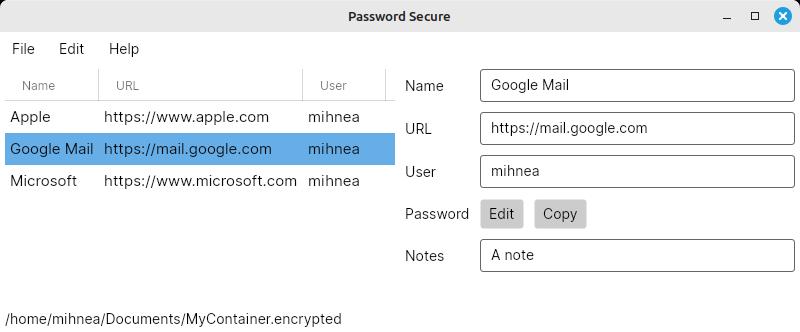 Password Secure
File Edit Help
Name URL User
Apple https://www.apple.com mihnea
Google Mail https://mail.google.com mihnea
Microsoft https://www.microsoft.com mihnea
Name Google Mail
URL https://mail.google.com
User mihnea
Password Edit Copy
Notes A note
/home/mihnea/Documents/MyContainer.encrypted